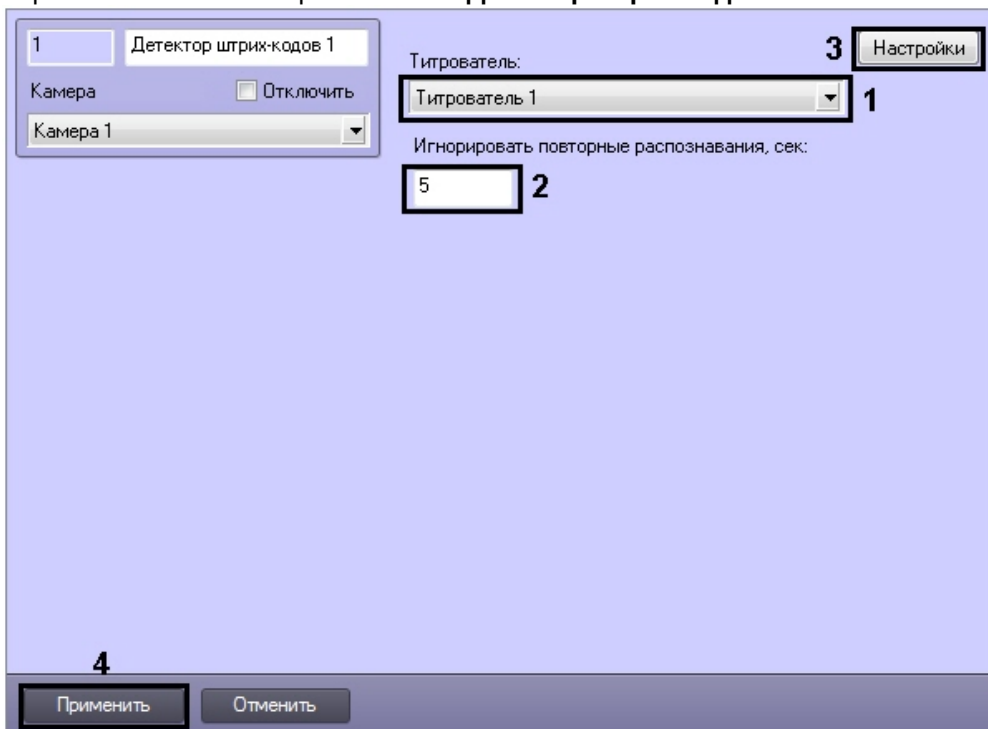 1
Детектор штрих-кодов 1
Камера
Отключить
Камера 1
Титрователь:
3
Настройки
Титрователь 1
1
Игнорировать повторные распознавания, сек:
5
2
4
Применить
Отменить